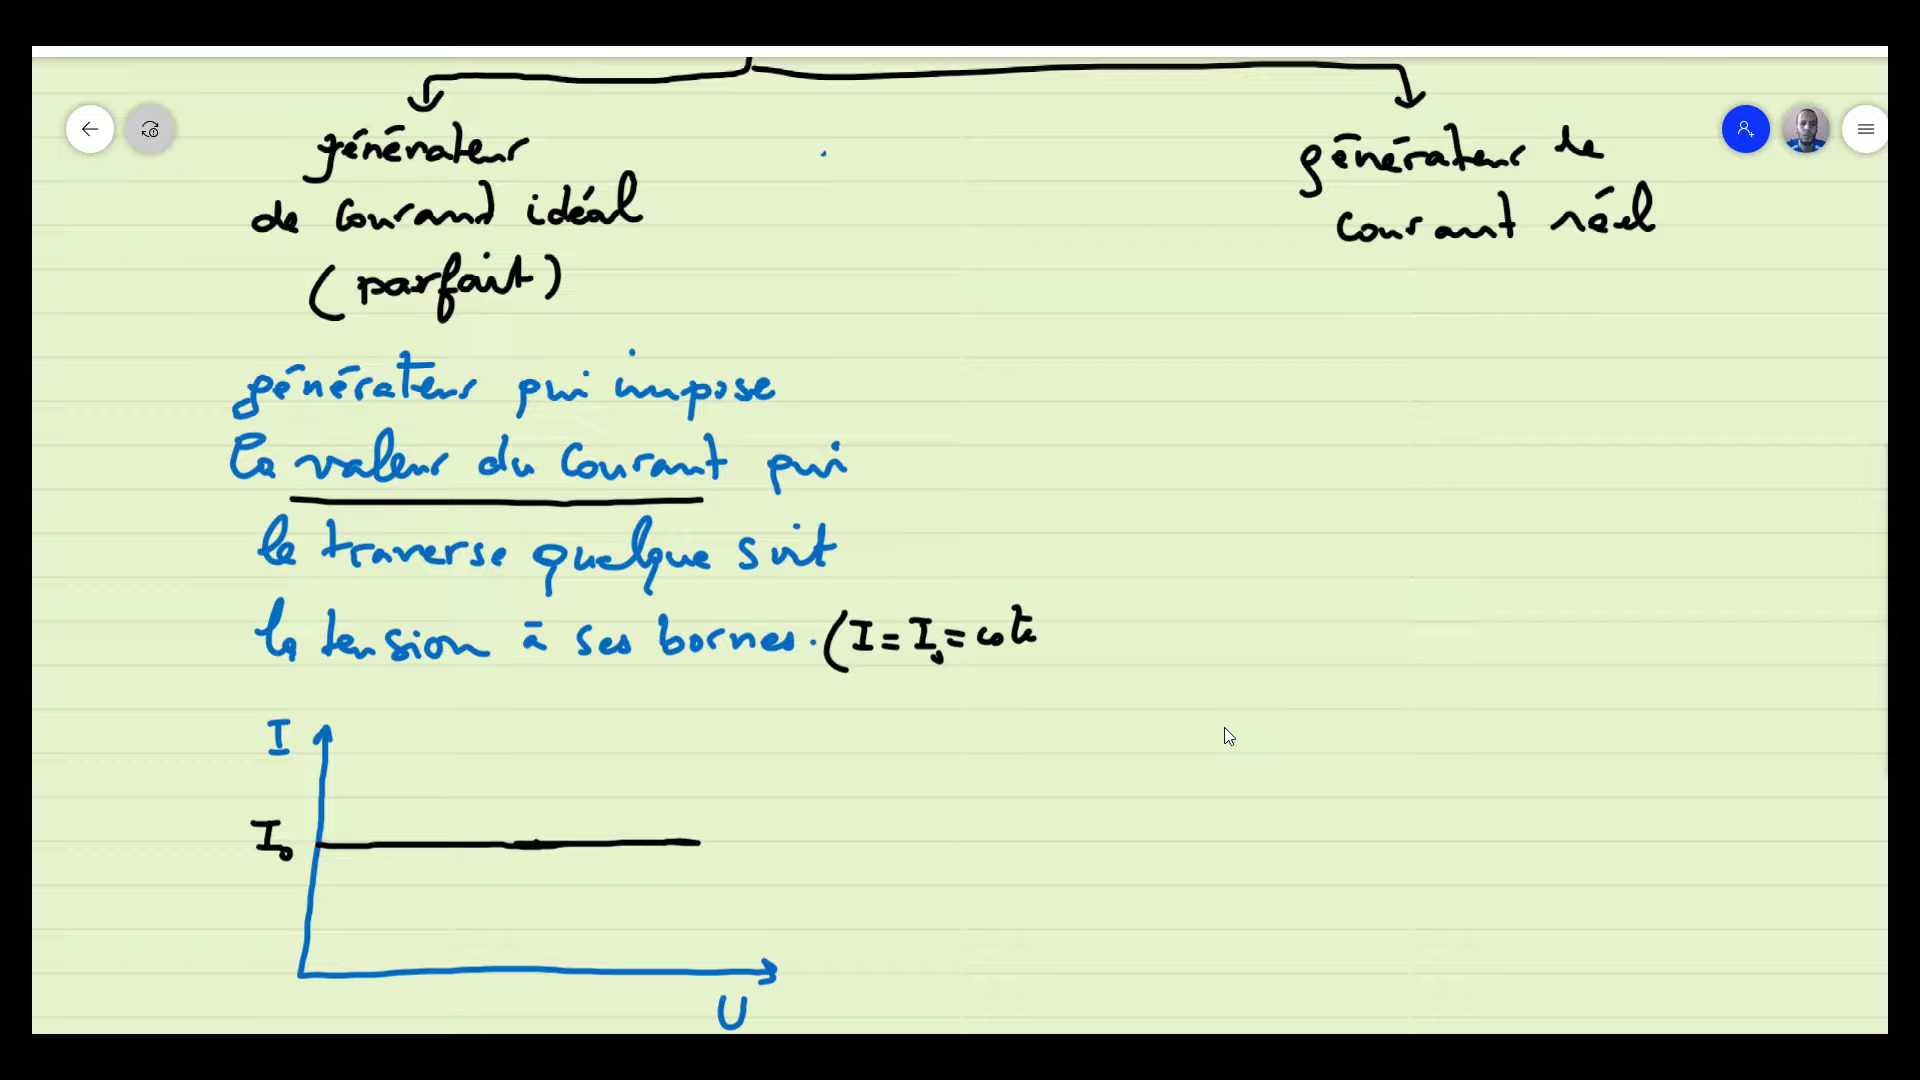 générateur
de courant idéal
(parfait)
générateur de
courant réel
générateur qui impose
la valeur du courant qui
le traverse quelque soit
la tension à ses bornes. (I = I₀ = cote
I
I₀
U